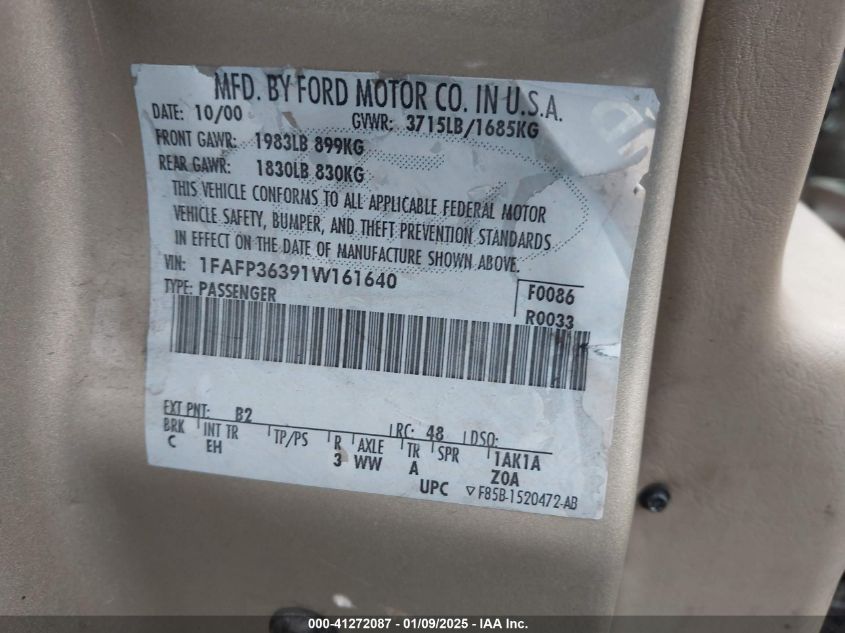 MFD. BY FORD MOTOR CO. IN U.S.A.
DATE: 10/00 GVWR: 3715LB/1685KG
FRONT GAWR: 1983LB 899KG
REAR GAWR: 1830LB 830KG
THIS VEHICLE CONFORMS TO ALL APPLICABLE FEDERAL MOTOR
VEHICLE SAFETY, BUMPER, AND THEFT PREVENTION STANDARDS
IN EFFECT ON THE DATE OF MANUFACTURE SHOWN ABOVE.
VIN: 1FAFP36391W161640
TYPE: PASSENGER
F0086
R0033
EXT PNT: B2 RC: 48 DSO:
BRK INT TR TP/PS R AXLE TR SPR 1AK1A
C EH 3 WW A Z0A
UPC ▽ F85B-1520472-AB
000-41272087 - 01/09/2025 - IAA Inc.